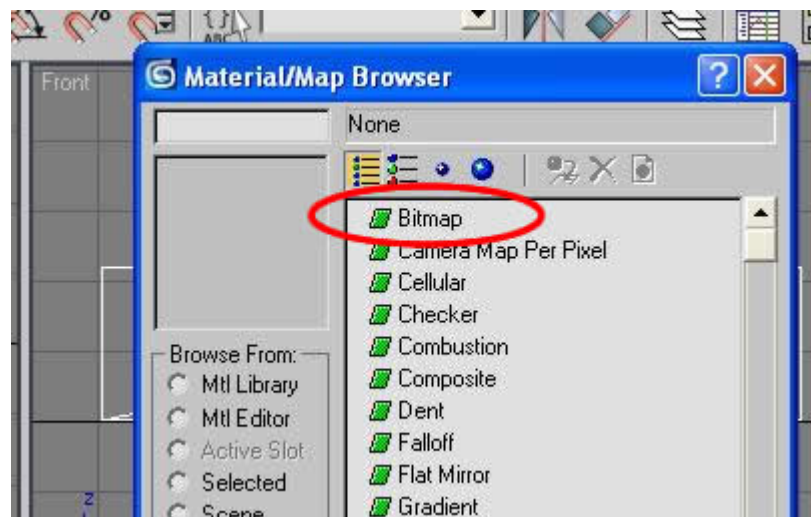 ABC
Front
Material/Map Browser
None
Bitmap
Camera Map Per Pixel
Cellular
Checker
Combustion
Composite
Dent
Falloff
Flat Mirror
Gradient
Browse From:
Mtl Library
Mtl Editor
Active Slot
Selected
Scene
z